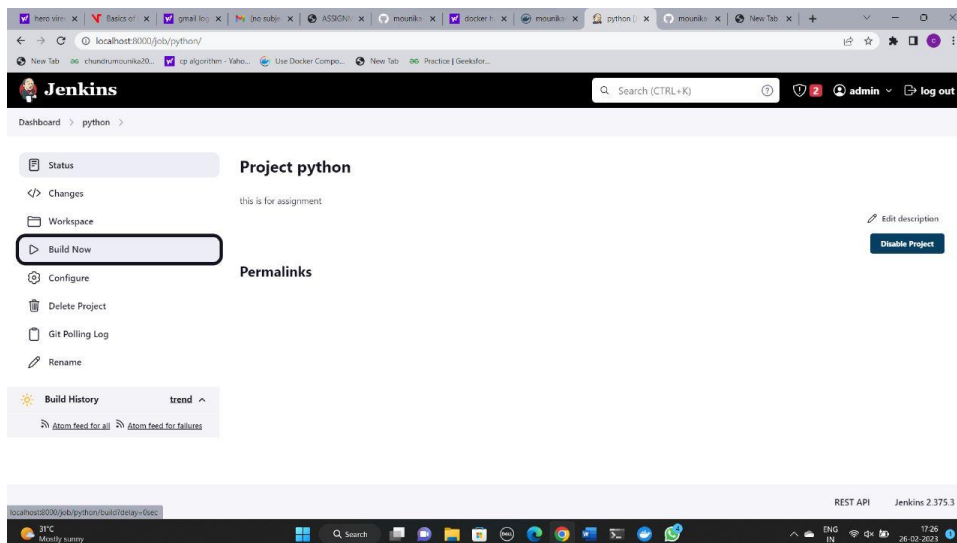 hero vire Basics of gmail log (no subje ASSIGN mounika docker h mounika python [ mounika New Tab
localhost:8000/job/python/
New Tab chundrumounika20... cp algorithm - Yaho... Use Docker Compo... New Tab Practice | Geeksfor...
Jenkins Search (CTRL+K) 2 admin log out
Dashboard > python >
Status
Project python
Changes
this is for assignment
Workspace
Edit description
Build Now
Disable Project
Permalinks
Configure
Delete Project
Git Polling Log
Rename
Build History trend
Atom feed for all Atom feed for failures
REST API Jenkins 2.375.3
localhost:8000/job/python/build?delay=0sec
31°C
Mostly sunny
Search
ENG
IN
17:26
26-02-2023
1